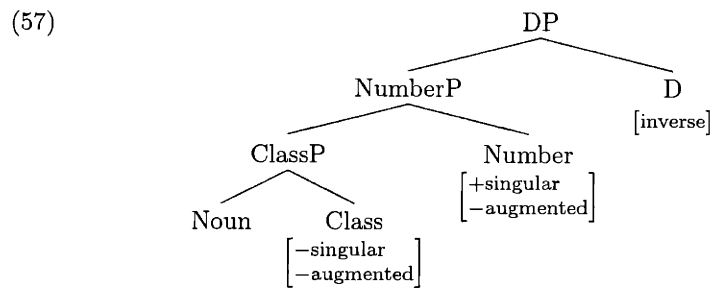 (57) DP
NumberP D
[inverse]
ClassP Number
[+singular
−augmented]
Noun Class
[−singular
−augmented]